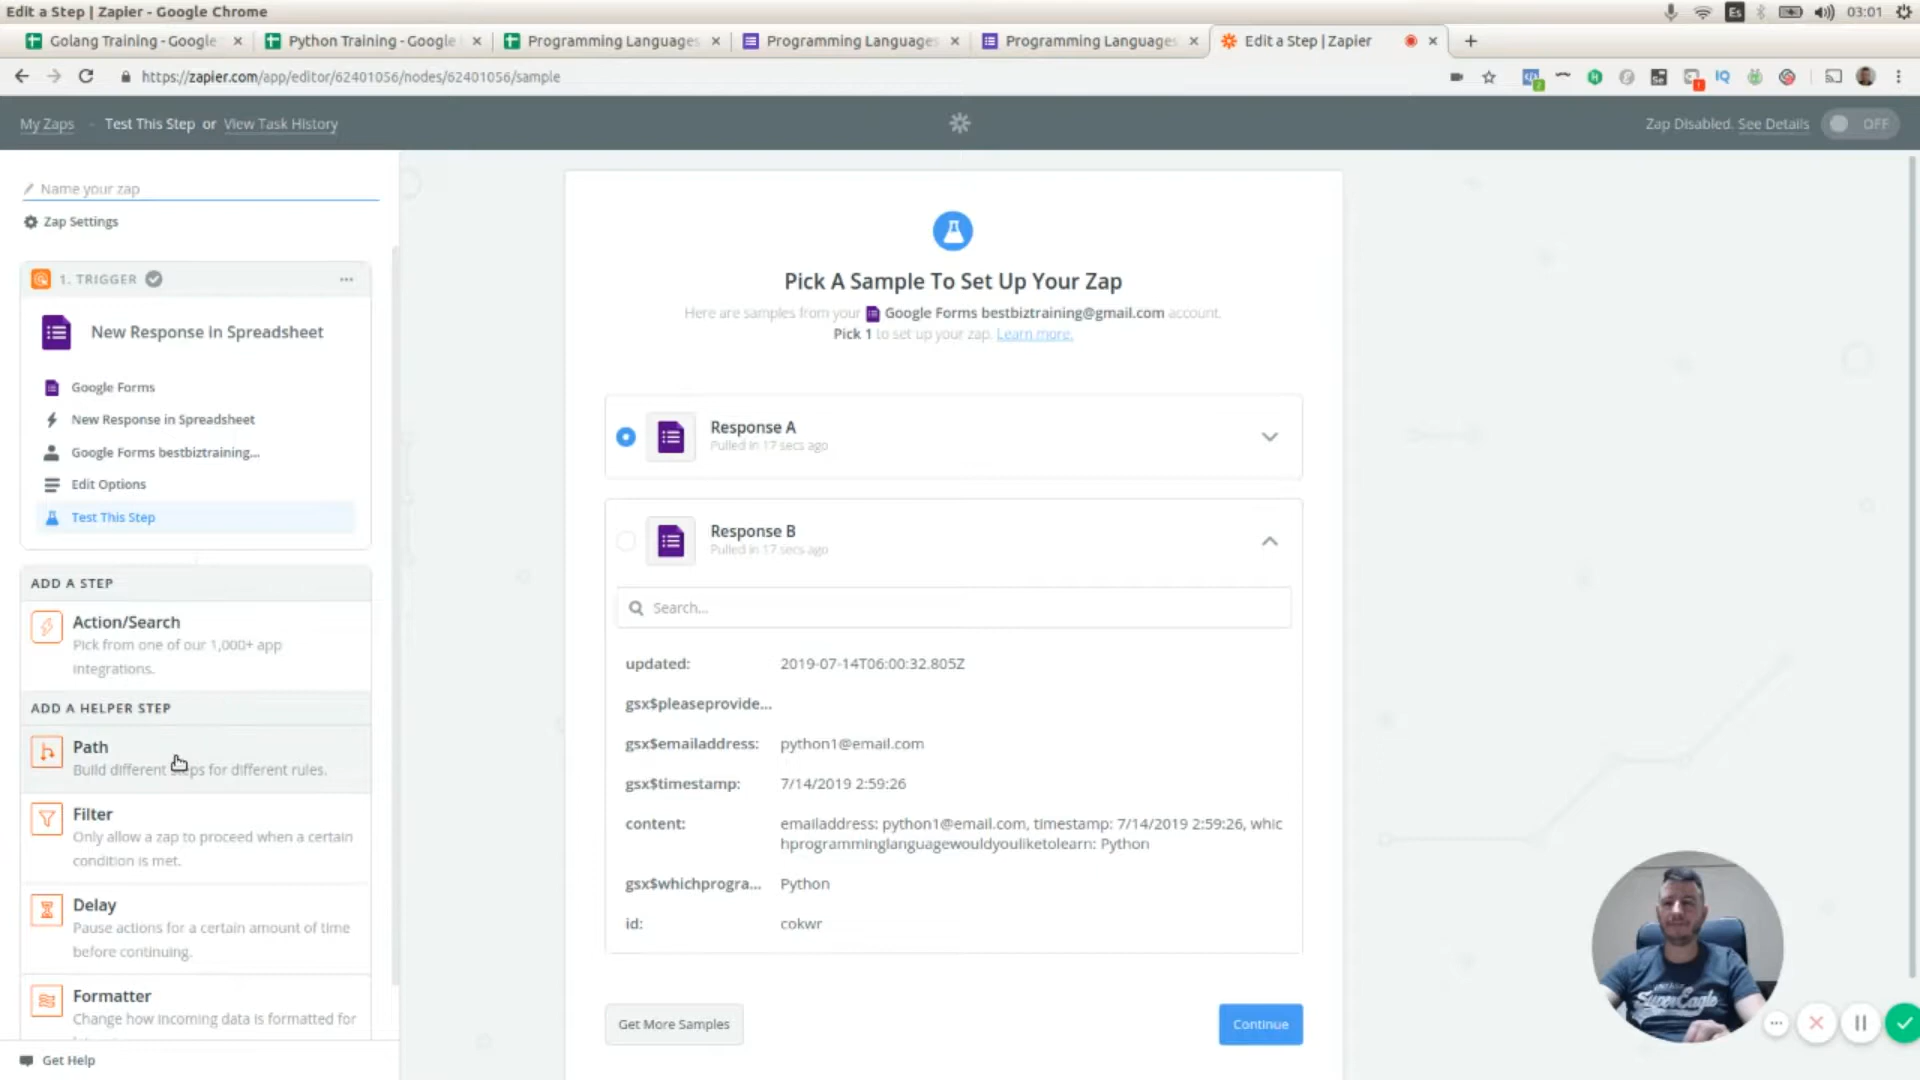 Edit a Step | Zapier - Google Chrome
Es
03:01
Golang Training - Google
Python Training - Google
Programming Languages
Programming Languages
Programming Languages
Edit a Step | Zapier
https://zapier.com/app/editor/62401056/nodes/62401056/sample
IQ
My Zaps
Test This Step or View Task History
Zap Disabled. See Details
OFF
Name your zap
Zap Settings
1. TRIGGER
New Response in Spreadsheet
Google Forms
New Response in Spreadsheet
Google Forms bestbiztraining...
Edit Options
Test This Step
ADD A STEP
Action/Search
Pick from one of our 1,000+ app
integrations.
ADD A HELPER STEP
Path
Build different steps for different rules.
Filter
Only allow a zap to proceed when a certain
condition is met.
Delay
Pause actions for a certain amount of time
before continuing.
Formatter
Change how incoming data is formatted for
Get Help
Pick A Sample To Set Up Your Zap
Here are samples from your Google Forms bestbiztraining@gmail.com account.
Pick 1 to set up your zap. Learn more.
Response A
Pulled in 17 secs ago
Response B
Pulled in 17 secs ago
Search...
updated: 2019-07-14T06:00:32.805Z
gsx$pleaseprovide...
gsx$emailaddress: python1@email.com
gsx$timestamp: 7/14/2019 2:59:26
content: emailaddress: python1@email.com, timestamp: 7/14/2019 2:59:26, whic
hprogramminglanguagewouldyouliketolearn: Python
gsx$whichprogra... Python
id: cokwr
Get More Samples
Continue
SuperEagle